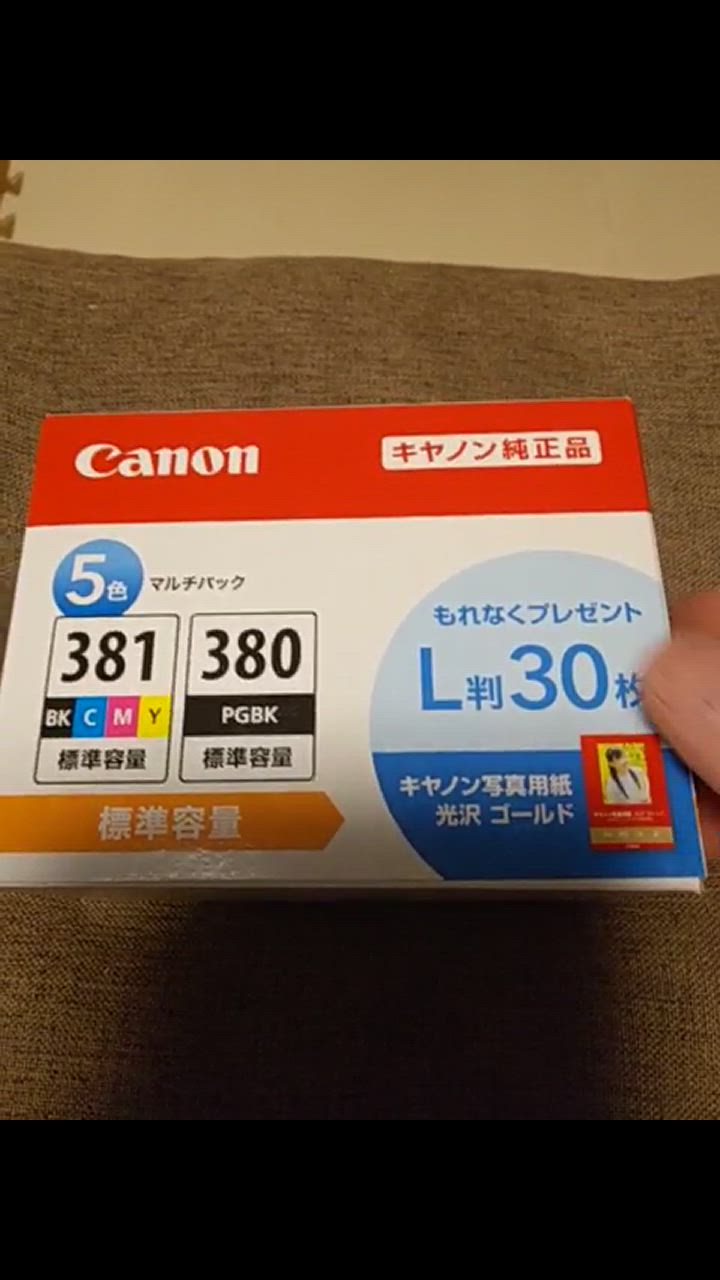 Canon
キヤノン純正品
5色 マルチパック
381
BK C M Y
標準容量
380
PGBK
標準容量
標準容量
もれなくプレゼント
L判30枚
キヤノン写真用紙
光沢 ゴールド